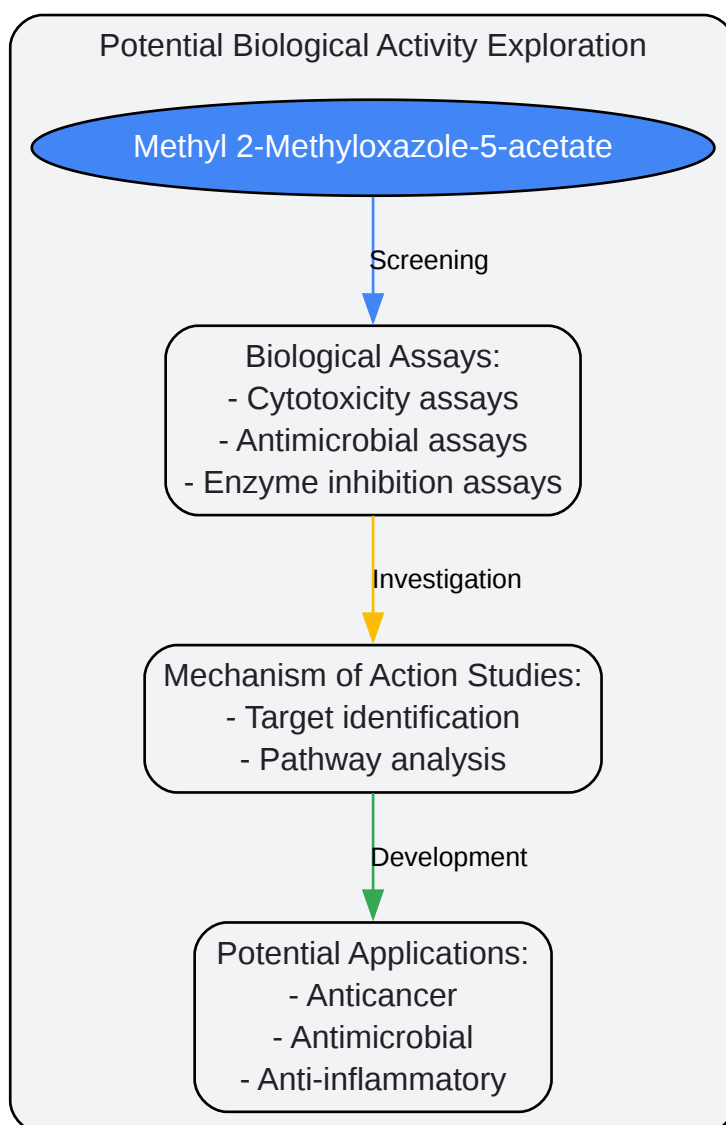 Potential Biological Activity Exploration
Methyl 2-Methyloxazole-5-acetate
Screening
Biological Assays:
- Cytotoxicity assays
- Antimicrobial assays
- Enzyme inhibition assays
Investigation
Mechanism of Action Studies:
- Target identification
- Pathway analysis
Development
Potential Applications:
- Anticancer
- Antimicrobial
- Anti-inflammatory